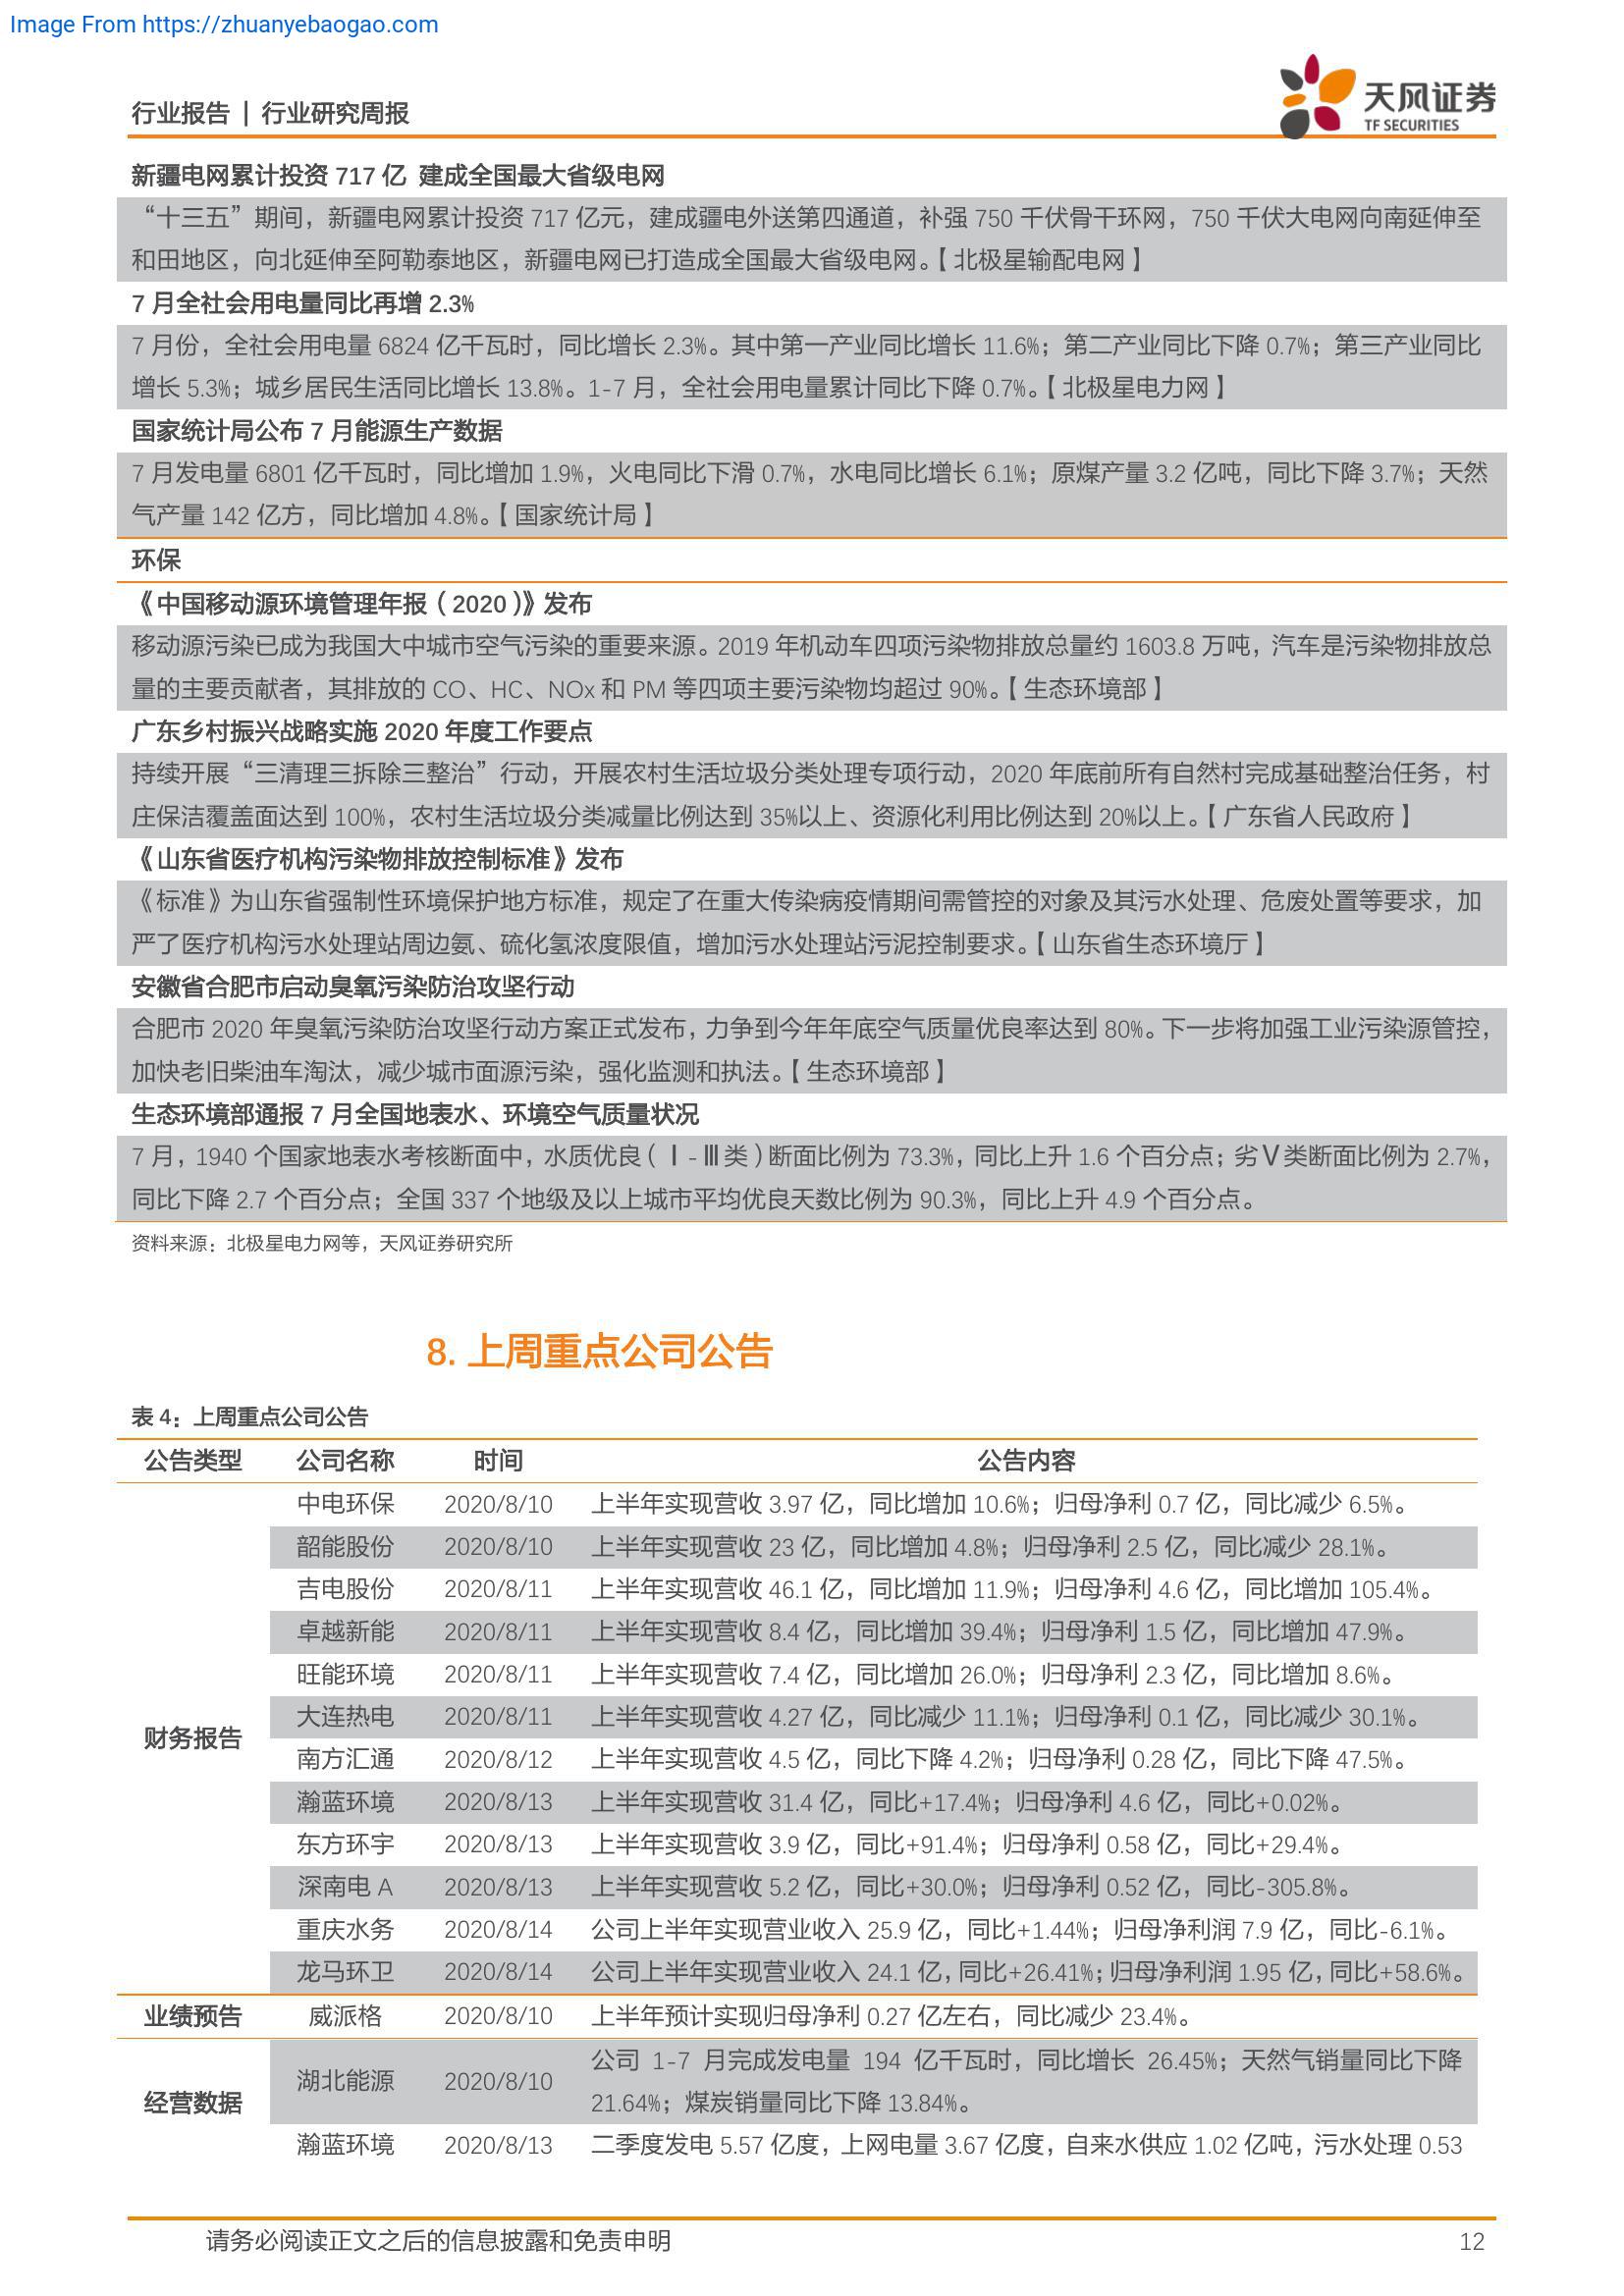 Image From https://zhuanyebaogao.com
行业报告 | 行业研究周报
天风证券
TF SECURITIES
新疆电网累计投资 717 亿 建成全国最大省级电网
“十三五”期间，新疆电网累计投资 717 亿元，建成疆电外送第四通道，补强 750 千伏骨干环网，750 千伏大电网向南延伸至
和田地区，向北延伸至阿勒泰地区，新疆电网已打造成全国最大省级电网。【北极星输配电网】
7 月全社会用电量同比再增 2.3%
7 月份，全社会用电量 6824 亿千瓦时，同比增长 2.3%。其中第一产业同比增长 11.6%；第二产业同比下降 0.7%；第三产业同比
增长 5.3%；城乡居民生活同比增长 13.8%。1-7 月，全社会用电量累计同比下降 0.7%。【北极星电力网】
国家统计局公布 7 月能源生产数据
7 月发电量 6801 亿千瓦时，同比增加 1.9%，火电同比下滑 0.7%，水电同比增长 6.1%；原煤产量 3.2 亿吨，同比下降 3.7%；天然
气产量 142 亿方，同比增加 4.8%。【国家统计局】
环保
《中国移动源环境管理年报（2020）》发布
移动源污染已成为我国大中城市空气污染的重要来源。2019 年机动车四项污染物排放总量约 1603.8 万吨，汽车是污染物排放总
量的主要贡献者，其排放的 CO、HC、NOx 和 PM 等四项主要污染物均超过 90%。【生态环境部】
广东乡村振兴战略实施 2020 年度工作要点
持续开展“三清理三拆除三整治”行动，开展农村生活垃圾分类处理专项行动，2020 年底前所有自然村完成基础整治任务，村
庄保洁覆盖面达到 100%，农村生活垃圾分类减量比例达到 35%以上、资源化利用比例达到 20%以上。【广东省人民政府】
《山东省医疗机构污染物排放控制标准》发布
《标准》为山东省强制性环境保护地方标准，规定了在重大传染病疫情期间需管控的对象及其污水处理、危废处置等要求，加
严了医疗机构污水处理站周边氨、硫化氢浓度限值，增加污水处理站污泥控制要求。【山东省生态环境厅】
安徽省合肥市启动臭氧污染防治攻坚行动
合肥市 2020 年臭氧污染防治攻坚行动方案正式发布，力争到今年年底空气质量优良率达到 80%。下一步将加强工业污染源管控，
加快老旧柴油车淘汰，减少城市面源污染，强化监测和执法。【生态环境部】
生态环境部通报 7 月全国地表水、环境空气质量状况
7 月，1940 个国家地表水考核断面中，水质优良（Ⅰ-Ⅲ类）断面比例为 73.3%，同比上升 1.6 个百分点；劣Ⅴ类断面比例为 2.7%，
同比下降 2.7 个百分点；全国 337 个地级及以上城市平均优良天数比例为 90.3%，同比上升 4.9 个百分点。
资料来源：北极星电力网等，天风证券研究所
8. 上周重点公司公告
表 4：上周重点公司公告
公告类型 公司名称 时间 公告内容
中电环保 2020/8/10 上半年实现营收 3.97 亿，同比增加 10.6%；归母净利 0.7 亿，同比减少 6.5%。
韶能股份 2020/8/10 上半年实现营收 23 亿，同比增加 4.8%；归母净利 2.5 亿，同比减少 28.1%。
吉电股份 2020/8/11 上半年实现营收 46.1 亿，同比增加 11.9%；归母净利 4.6 亿，同比增加 105.4%。
卓越新能 2020/8/11 上半年实现营收 8.4 亿，同比增加 39.4%；归母净利 1.5 亿，同比增加 47.9%。
旺能环境 2020/8/11 上半年实现营收 7.4 亿，同比增加 26.0%；归母净利 2.3 亿，同比增加 8.6%。
大连热电 2020/8/11 上半年实现营收 4.27 亿，同比减少 11.1%；归母净利 0.1 亿，同比减少 30.1%。
财务报告
南方汇通 2020/8/12 上半年实现营收 4.5 亿，同比下降 4.2%；归母净利 0.28 亿，同比下降 47.5%。
瀚蓝环境 2020/8/13 上半年实现营收 31.4 亿，同比+17.4%；归母净利 4.6 亿，同比+0.02%。
东方环宇 2020/8/13 上半年实现营收 3.9 亿，同比+91.4%；归母净利 0.58 亿，同比+29.4%。
深南电 A 2020/8/13 上半年实现营收 5.2 亿，同比+30.0%；归母净利 0.52 亿，同比-305.8%。
重庆水务 2020/8/14 公司上半年实现营业收入 25.9 亿，同比+1.44%；归母净利润 7.9 亿，同比-6.1%。
龙马环卫 2020/8/14 公司上半年实现营业收入 24.1 亿，同比+26.41%；归母净利润 1.95 亿，同比+58.6%。
业绩预告 威派格 2020/8/10 上半年预计实现归母净利 0.27 亿左右，同比减少 23.4%。
湖北能源 2020/8/10 公司 1-7 月完成发电量 194 亿千瓦时，同比增长 26.45%；天然气销量同比下降
21.64%；煤炭销量同比下降 13.84%。
经营数据
瀚蓝环境 2020/8/13 二季度发电 5.57 亿度，上网电量 3.67 亿度，自来水供应 1.02 亿吨，污水处理 0.53
请务必阅读正文之后的信息披露和免责申明 12